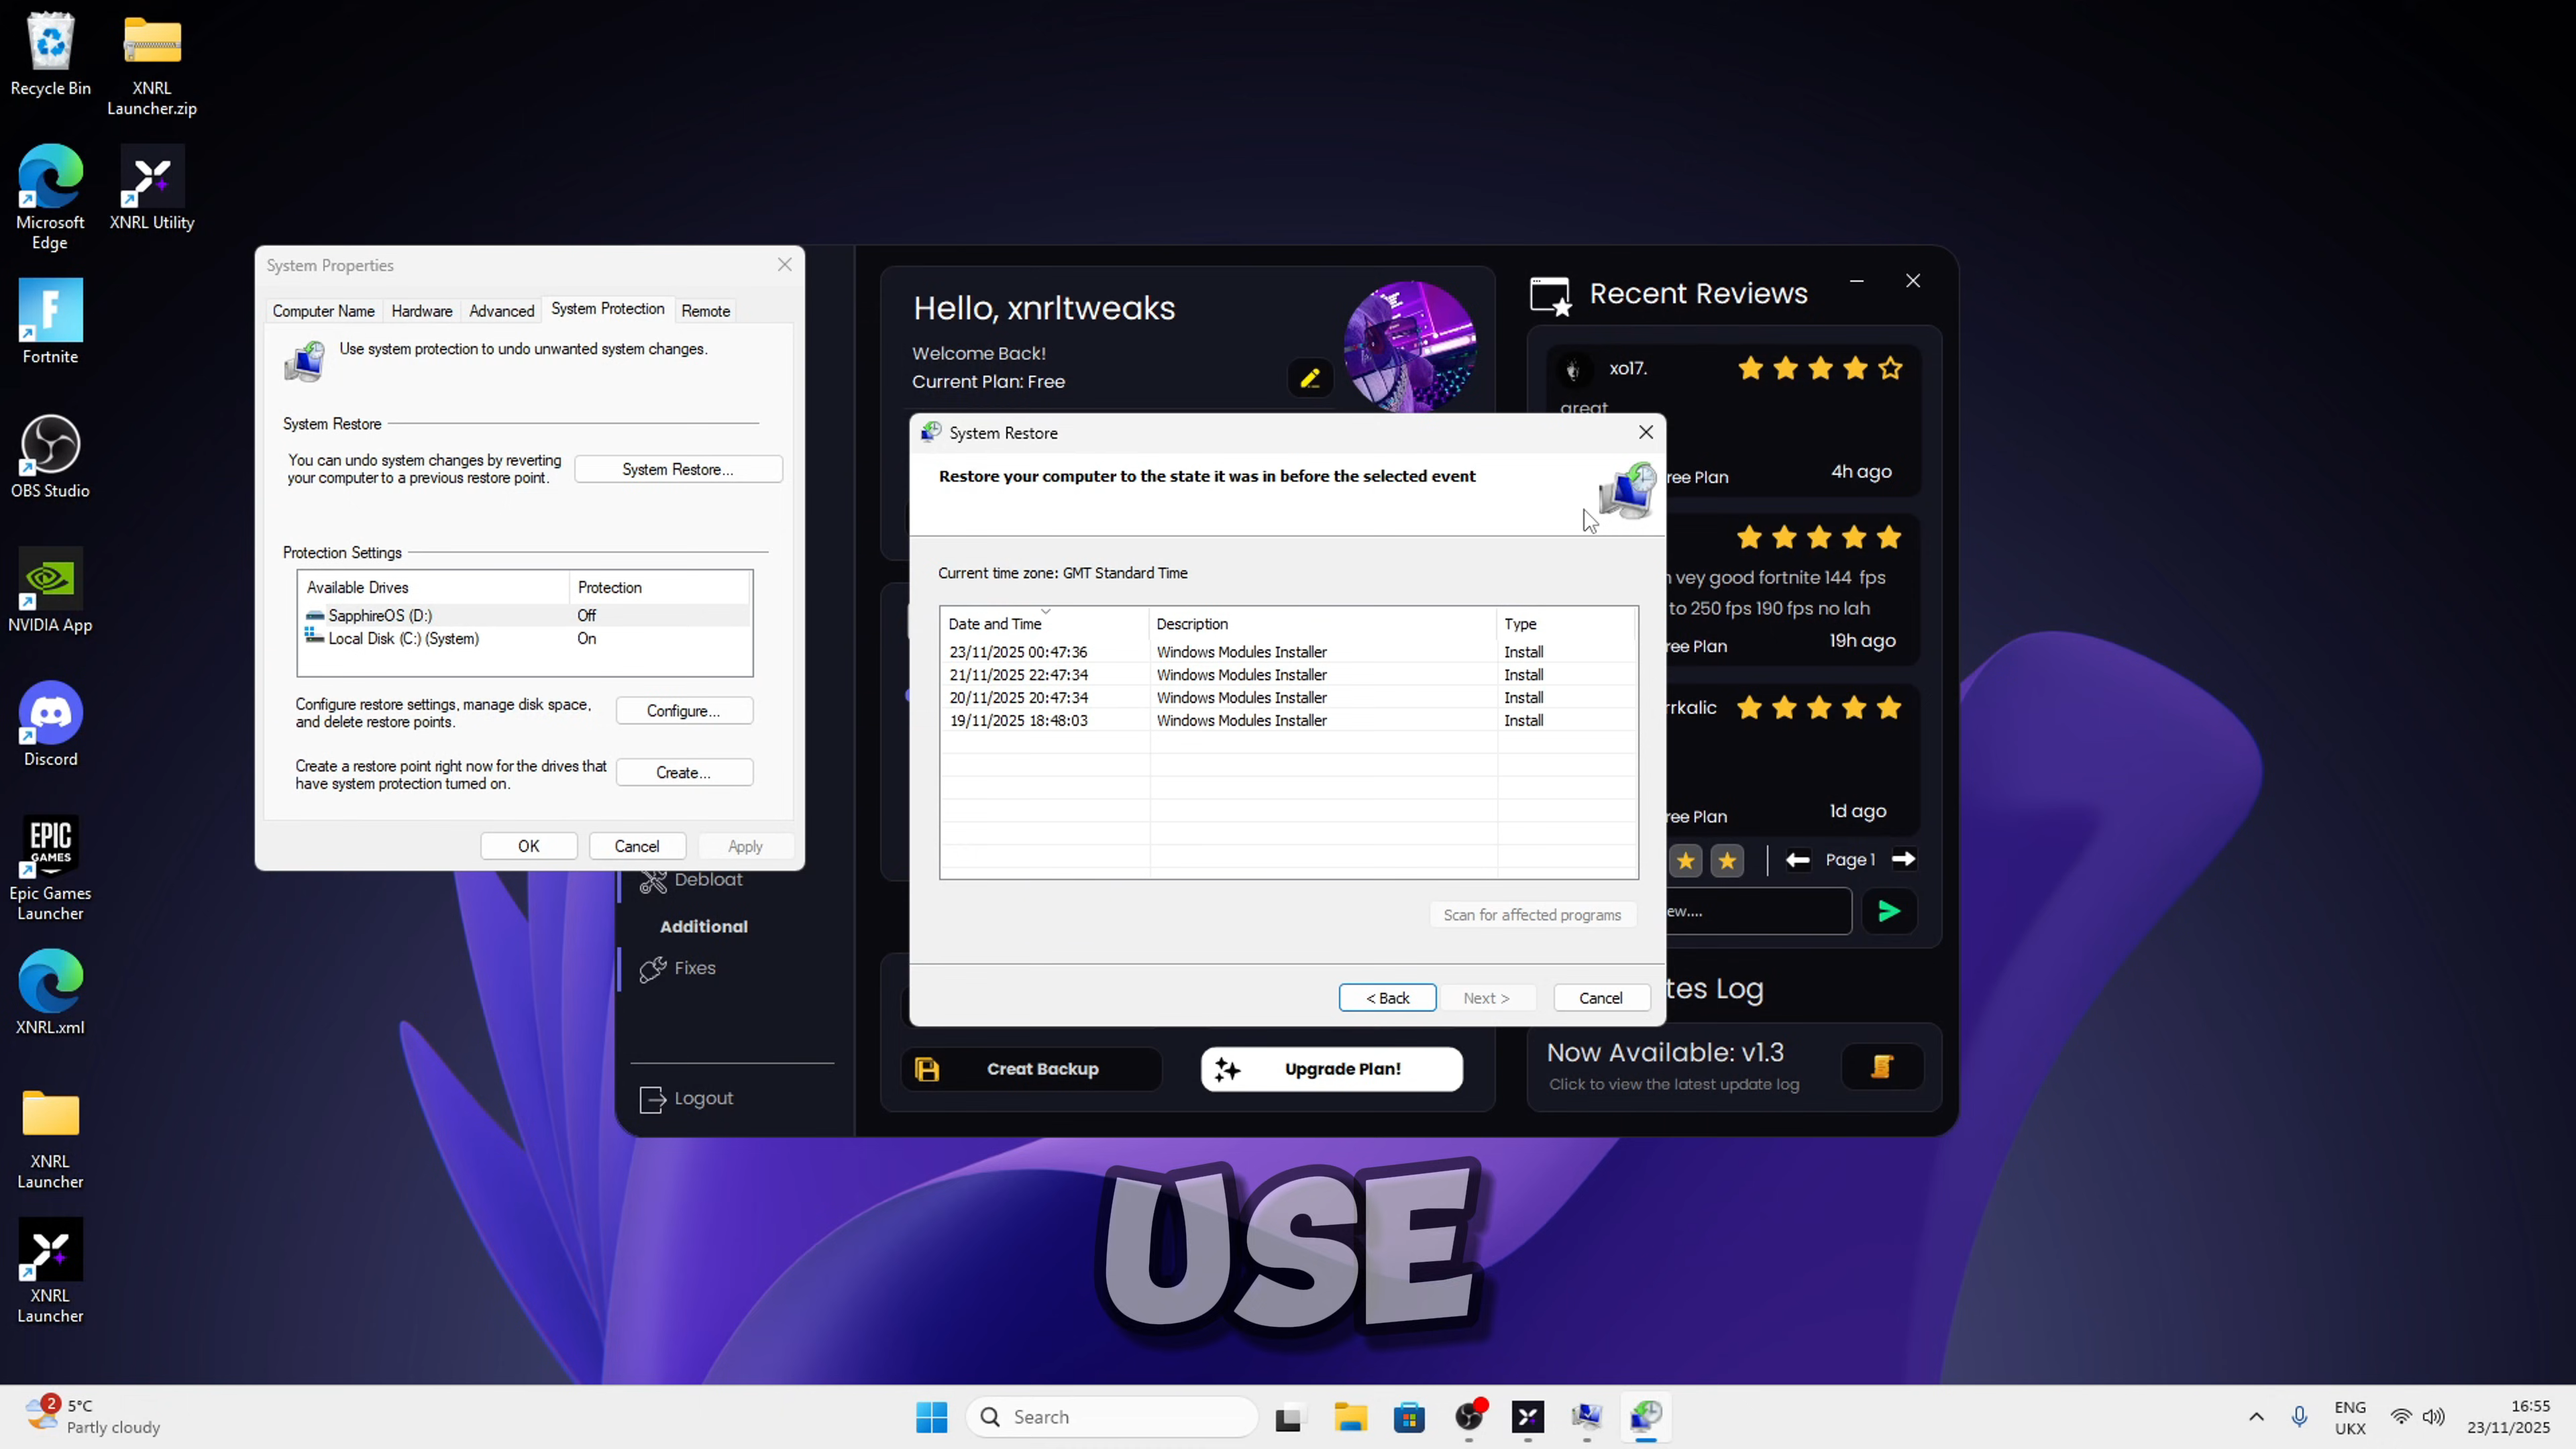 Recycle Bin
XNRL
Launcher.zip
Microsoft
Edge
XNRL Utility
Fortnite
OBS Studio
NVIDIA App
Discord
EPIC
GAMES
Epic Games
Launcher
XNRL.xml
XNRL
Launcher
XNRL
Launcher
System Properties
Computer Name
Hardware
Advanced
System Protection
Remote
Use system protection to undo unwanted system changes.
System Restore
You can undo system changes by reverting
your computer to a previous restore point.
System Restore...
Protection Settings
Available Drives Protection
SapphireOS (D:) Off
Local Disk (C:) (System) On
Configure restore settings, manage disk space,
and delete restore points.
Configure...
Create a restore point right now for the drives that
have system protection turned on.
Create...
OK
Cancel
Apply
Debloat
Additional
Fixes
Logout
Hello, xnrltweaks
Welcome Back!
Current Plan: Free
System Restore
Restore your computer to the state it was in before the selected event
Current time zone: GMT Standard Time
Date and Time Description Type
23/11/2025 00:47:36 Windows Modules Installer Install
21/11/2025 22:47:34 Windows Modules Installer Install
20/11/2025 20:47:34 Windows Modules Installer Install
19/11/2025 18:48:03 Windows Modules Installer Install
Scan for affected programs
< Back
Next >
Cancel
Creat Backup
Upgrade Plan!
Recent Reviews
xo17.
great
ree Plan
4h ago
n vey good fortnite 144 fps
to 250 fps 190 fps no lah
ree Plan
19h ago
rkalic
ree Plan
1d ago
Page 1
ew....
tes Log
Now Available: v1.3
Click to view the latest update log
USE
2
5°C
Partly cloudy
Search
ENG
UKX
16:55
23/11/2025